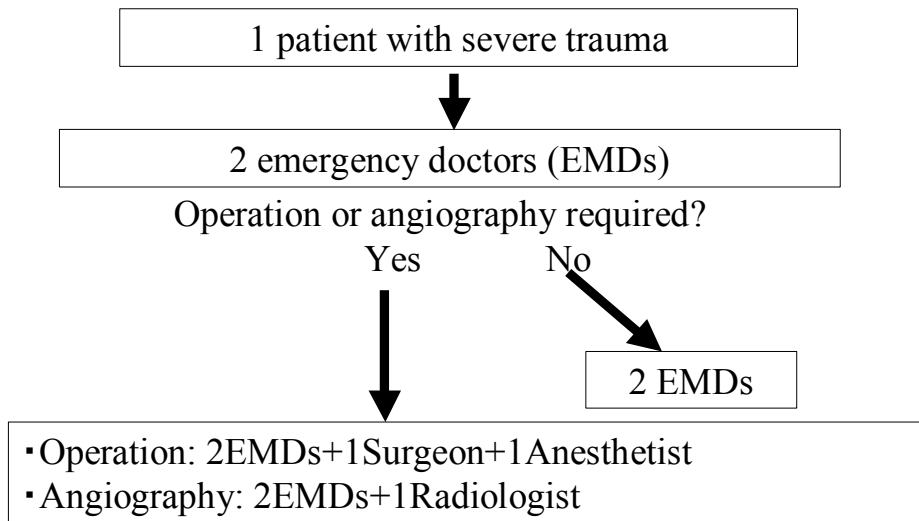 1 patient with severe trauma
2 emergency doctors (EMDs)
Operation or angiography required?
Yes No
2 EMDs
・Operation: 2EMDs+1Surgeon+1Anesthetist
・Angiography: 2EMDs+1Radiologist